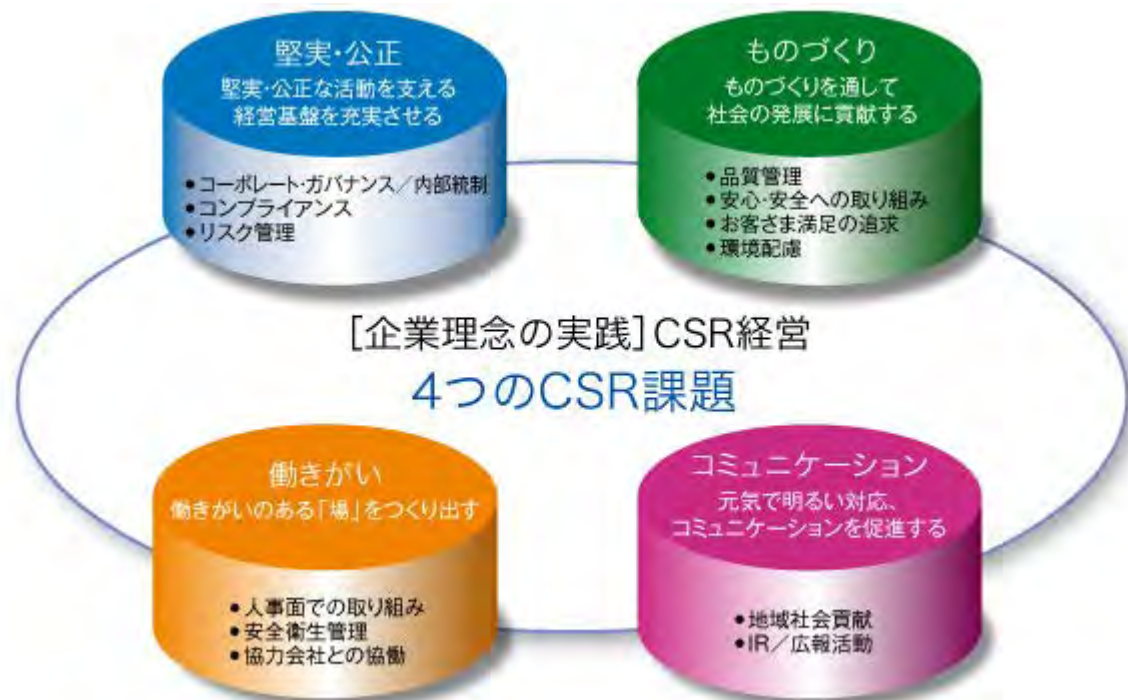 堅実・公正
堅実・公正な活動を支える
経営基盤を充実させる
●コーポレート・ガバナンス／内部統制
●コンプライアンス
●リスク管理
ものづくり
ものづくりを通して
社会の発展に貢献する
●品質管理
●安心・安全への取り組み
●お客さま満足の追求
●環境配慮
[企業理念の実践]CSR経営
4つのCSR課題
働きがい
働きがいのある「場」をつくり出す
●人事面での取り組み
●安全衛生管理
●協力会社との協働
コミュニケーション
元気で明るい対応、
コミュニケーションを促進する
●地域社会貢献
●IR／広報活動